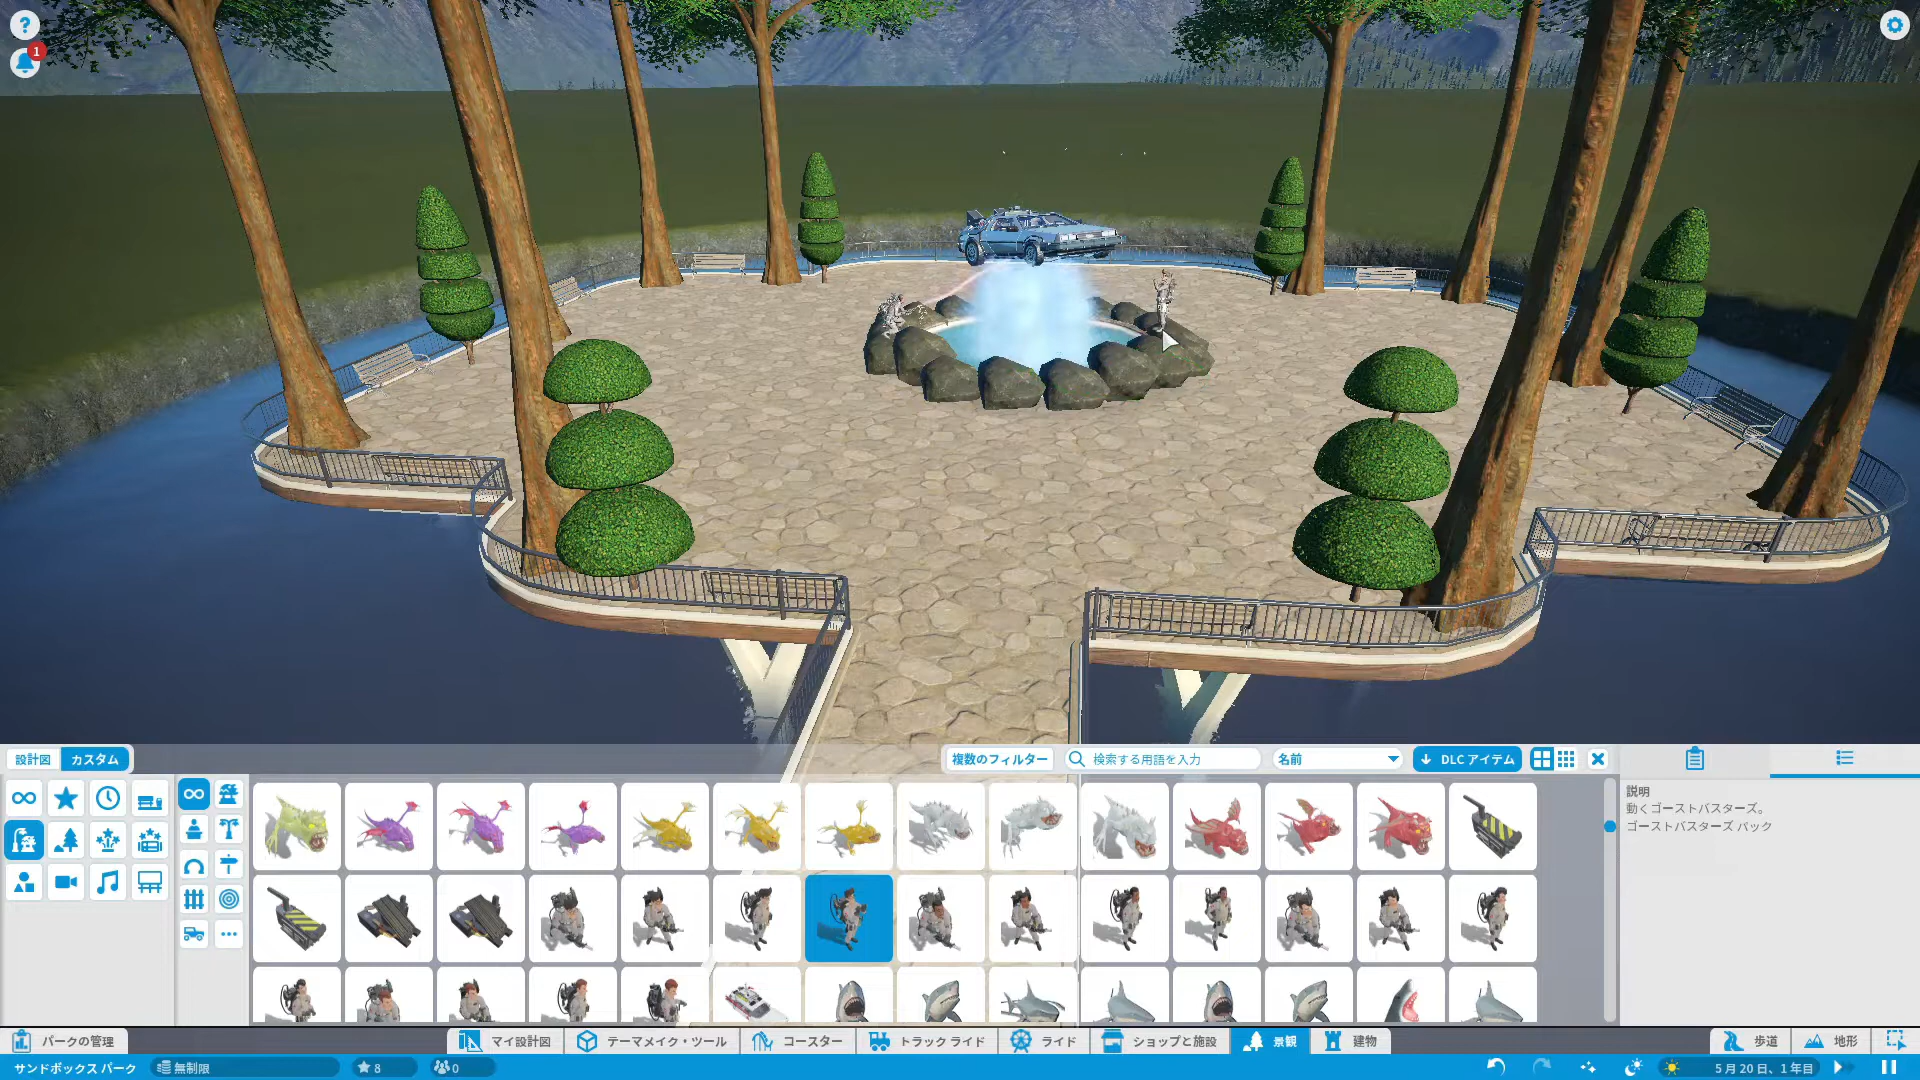 ?
1
設計図
カスタム
複数のフィルター
検索する用語を入力
名前
DLC アイテム
説明
動くゴーストバスターズ。
ゴーストバスターズ パック
パークの管理
マイ設計図
テーマメイク・ツール
コースター
トラック ライド
ライド
ショップと施設
景観
建物
歩道
地形
サンドボックス パーク
無制限
8
0
5 月 20 日、1 年目